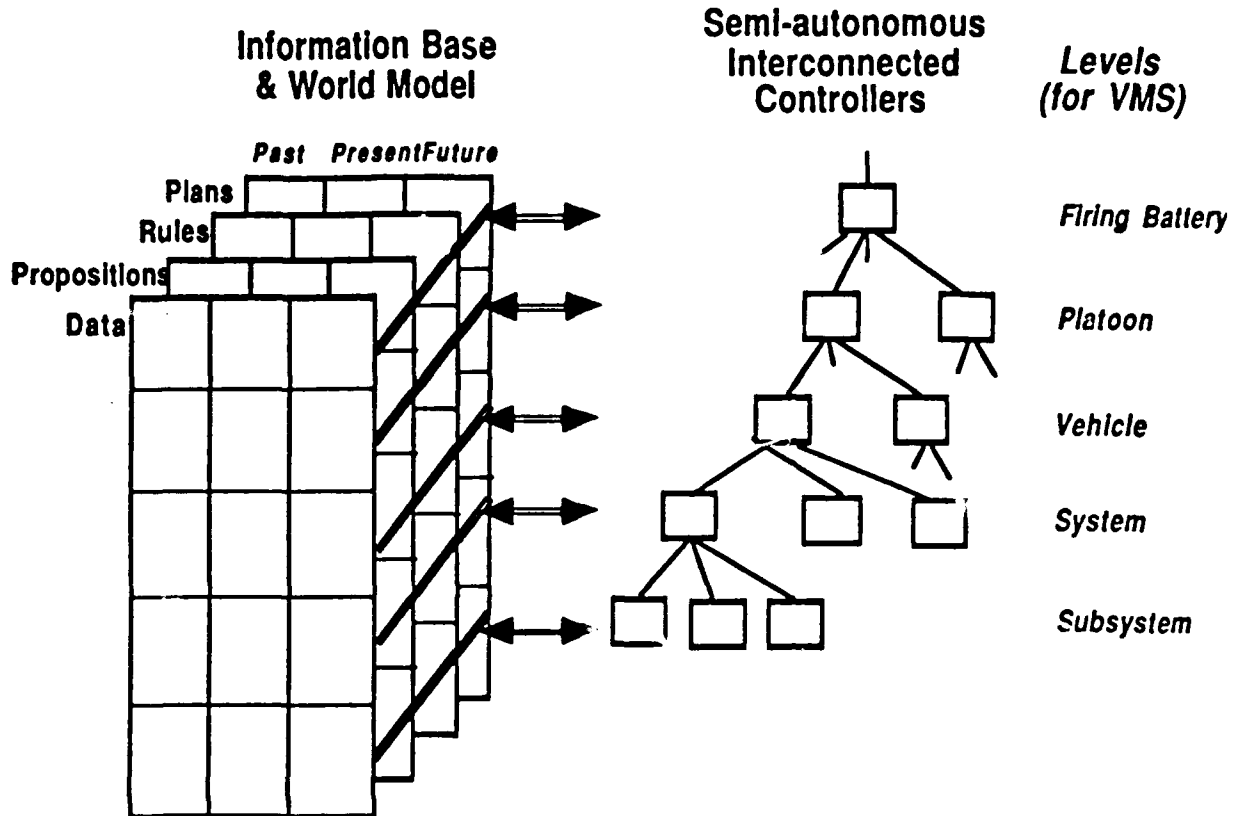 Information Base
& World Model
Semi-autonomous
Interconnected
Controllers
Levels
(for VMS)
Past Present Future
Plans
Rules
Propositions
Data
Firing Battery
Platoon
Vehicle
System
Subsystem